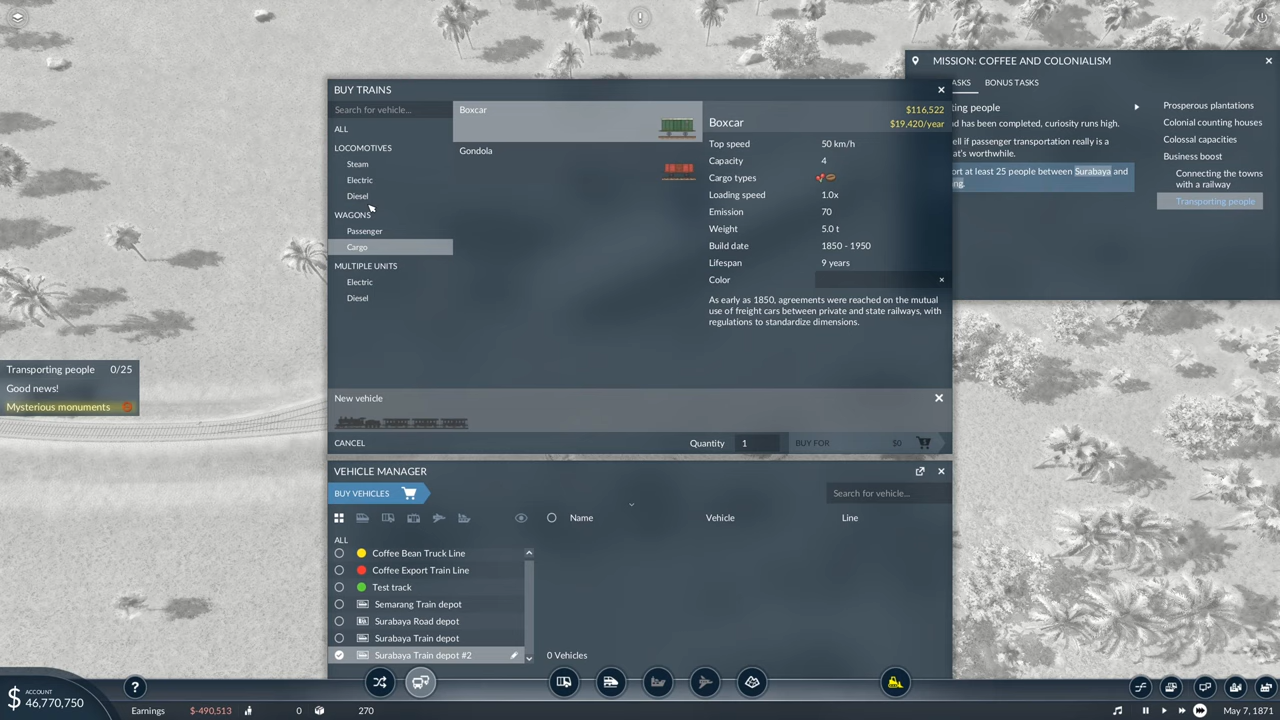 MISSION: COFFEE AND COLONIALISM
ASKS
BONUS TASKS
ting people
nd has been completed, curiosity runs high.
ell if passenger transportation really is a
at's worthwhile.
ort at least 25 people between Surabaya and
ng.
Prosperous plantations
Colonial counting houses
Colossal capacities
Business boost
Connecting the towns
with a railway
Transporting people
BUY TRAINS
Search for vehicle...
ALL
LOCOMOTIVES
Steam
Electric
Diesel
WAGONS
Passenger
Cargo
MULTIPLE UNITS
Electric
Diesel
Boxcar
Gondola
$116,522
$19,420/year
Boxcar
Top speed 50 km/h
Capacity 4
Cargo types
Loading speed 1.0x
Emission 70
Weight 5.0 t
Build date 1850 - 1950
Lifespan 9 years
Color
As early as 1850, agreements were reached on the mutual
use of freight cars between private and state railways, with
regulations to standardize dimensions.
New vehicle
CANCEL
Quantity 1
BUY FOR $0
Transporting people 0/25
Good news!
Mysterious monuments
VEHICLE MANAGER
BUY VEHICLES
Search for vehicle...
Name Vehicle Line
ALL
Coffee Bean Truck Line
Coffee Export Train Line
Test track
Semarang Train depot
Surabaya Road depot
Surabaya Train depot
Surabaya Train depot #2
0 Vehicles
$ ACCOUNT
46,770,750
?
Earnings $-490,513 0 270
May 7, 1871